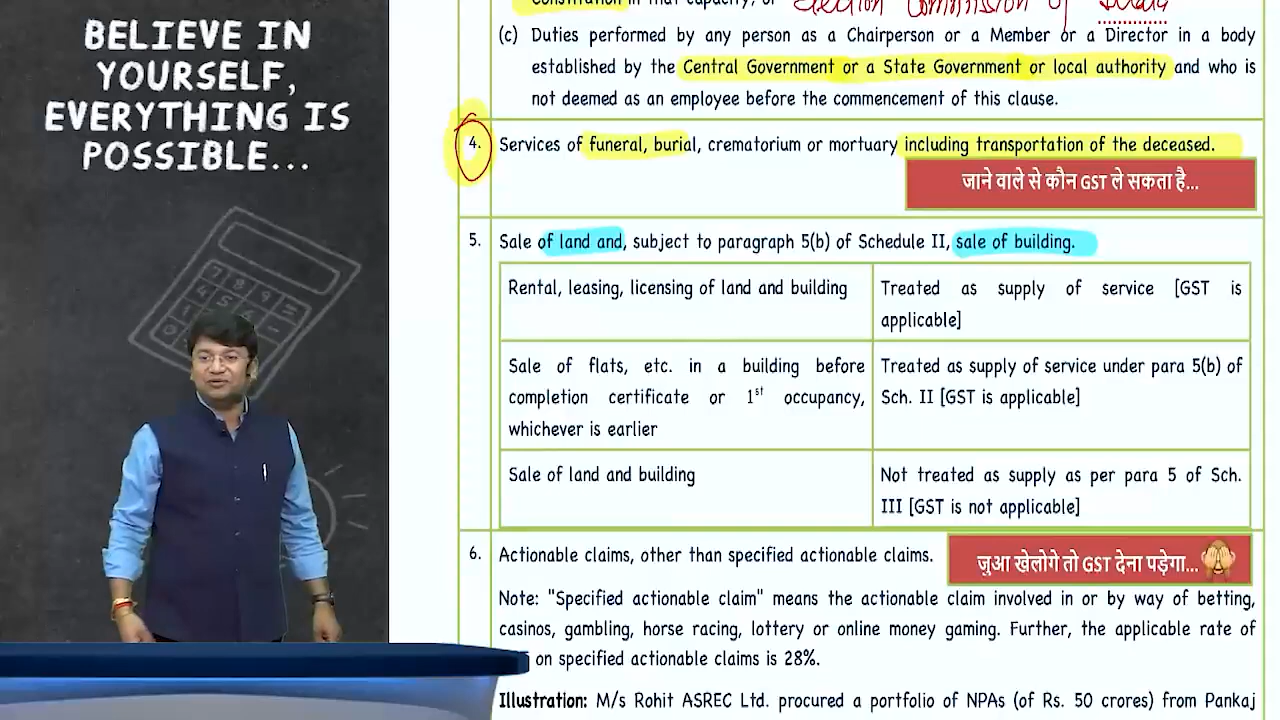 BELIEVE IN
YOURSELF,
EVERYTHING IS
POSSIBLE...
Constitution in that capacity; or Election Commission of India
(c) Duties performed by any person as a Chairperson or a Member or a Director in a body
established by the Central Government or a State Government or local authority and who is
not deemed as an employee before the commencement of this clause.
4. Services of funeral, burial, crematorium or mortuary including transportation of the deceased.
जाने वाले से कौन GST ले सकता है...
5. Sale of land and, subject to paragraph 5(b) of Schedule II, sale of building.
Rental, leasing, licensing of land and building
Treated as supply of service [GST is
applicable]
Sale of flats, etc. in a building before
completion certificate or 1st occupancy,
whichever is earlier
Treated as supply of service under para 5(b) of
Sch. II [GST is applicable]
Sale of land and building
Not treated as supply as per para 5 of Sch.
III [GST is not applicable]
6. Actionable claims, other than specified actionable claims.
जुआ खेलोगे तो GST देना पड़ेगा...
Note: "Specified actionable claim" means the actionable claim involved in or by way of betting,
casinos, gambling, horse racing, lottery or online money gaming. Further, the applicable rate of
on specified actionable claims is 28%.
Illustration: M/s Rohit ASREC Ltd. procured a portfolio of NPAs (of Rs. 50 crores) from Pankaj